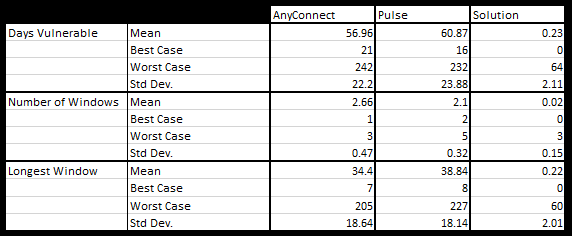 AnyConnect Pulse Solution
Days Vulnerable Mean 56.96 60.87 0.23
Best Case 21 16 0
Worst Case 242 232 64
Std Dev. 22.2 23.88 2.11
Number of Windows Mean 2.66 2.1 0.02
Best Case 1 2 0
Worst Case 3 5 3
Std Dev. 0.47 0.32 0.15
Longest Window Mean 34.4 38.84 0.22
Best Case 7 8 0
Worst Case 205 227 60
Std Dev. 18.64 18.14 2.01